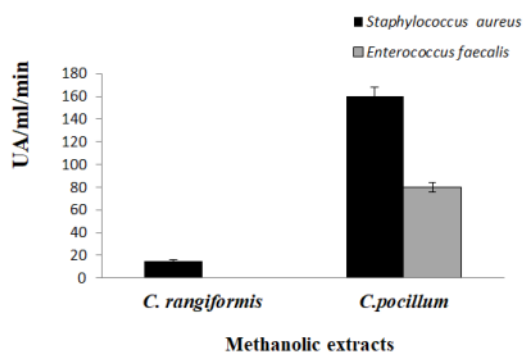 Staphylococcus aureus
Enterococcus faecalis
UA/ml/min
180
160
140
120
100
80
60
40
20
0
C. rangiformis C.pocillum
Methanolic extracts